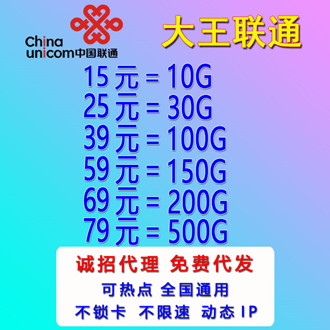 China
unicom中国联通
大王联通
15元=10G
25元=30G
39元=100G
59元=150G
69元=200G
79元=500G
诚招代理 免费代发
可热点 全国通用
不锁卡 不限速 动态IP